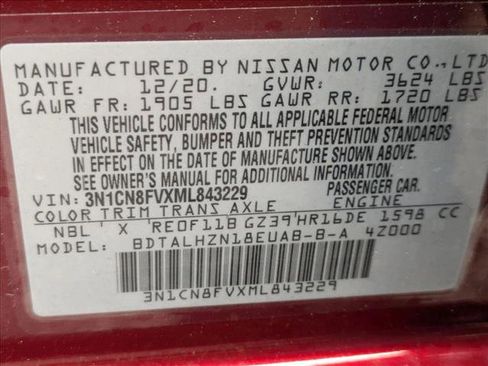 MANUFACTURED BY NISSAN MOTOR CO., LTD
DATE: 12/20. GVWR: 3624 LBS
GAWR FR: 1905 LBS GAWR RR: 1720 LBS
THIS VEHICLE CONFORMS TO ALL APPLICABLE FEDERAL MOTOR
VEHICLE SAFETY, BUMPER AND THEFT PREVENTION STANDARDS
IN EFFECT ON THE DATE OF MANUFACTURE SHOWN ABOVE.
SEE OWNER'S MANUAL FOR ADDITIONAL INFORMATION.
VIN: 3N1CN8FVXML843229 PASSENGER CAR.
COLOR TRIM TRANS AXLE ENGINE
NBL ' X 'RE0F11B GZ39'HR16DE 1598 CC
MODEL: BDTALHZN18EUAB-B-A 4Z000
3N1CN8FVXML843229